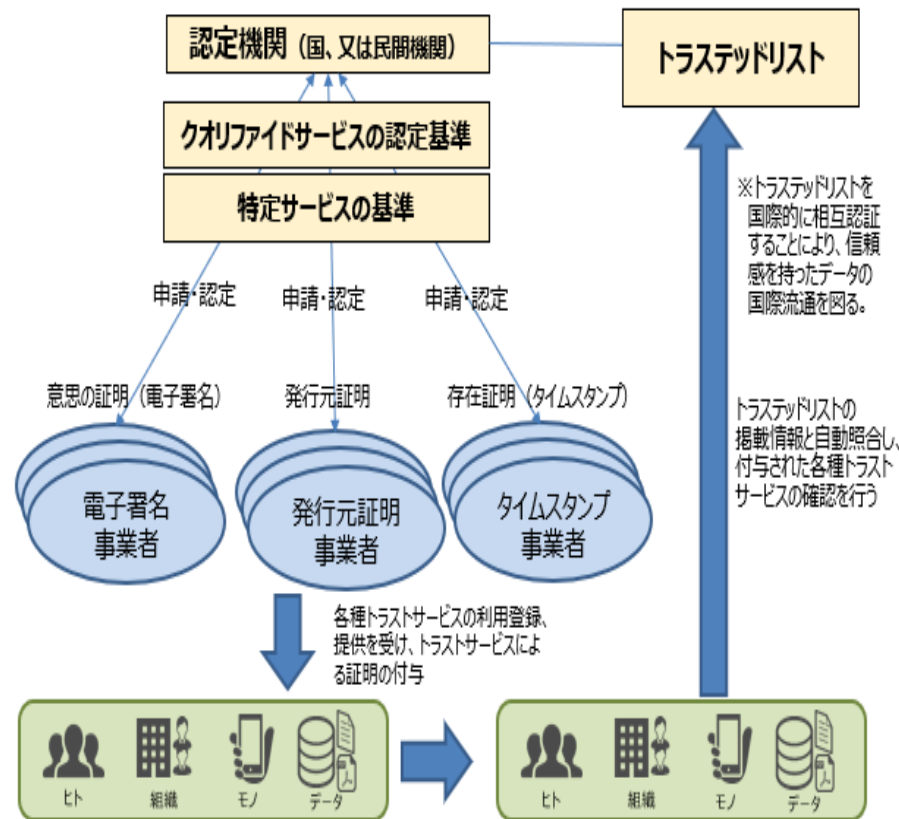 認定機関（国、又は民間機関）
トラステッドリスト
クオリファイドサービスの認定基準
特定サービスの基準
※トラステッドリストを
国際的に相互認証
することにより、信頼
感を持ったデータの
国際流通を図る。
申請・認定
申請・認定
申請・認定
意思の証明（電子署名）
発行元証明
存在証明（タイムスタンプ）
トラステッドリストの
掲載情報と自動照合し、
付与された各種トラスト
サービスの確認を行う
電子署名
事業者
発行元証明
事業者
タイムスタンプ
事業者
各種トラストサービスの利用登録、
提供を受け、トラストサービスによ
る証明の付与
ヒト
組織
モノ
データ
ヒト
組織
モノ
データ